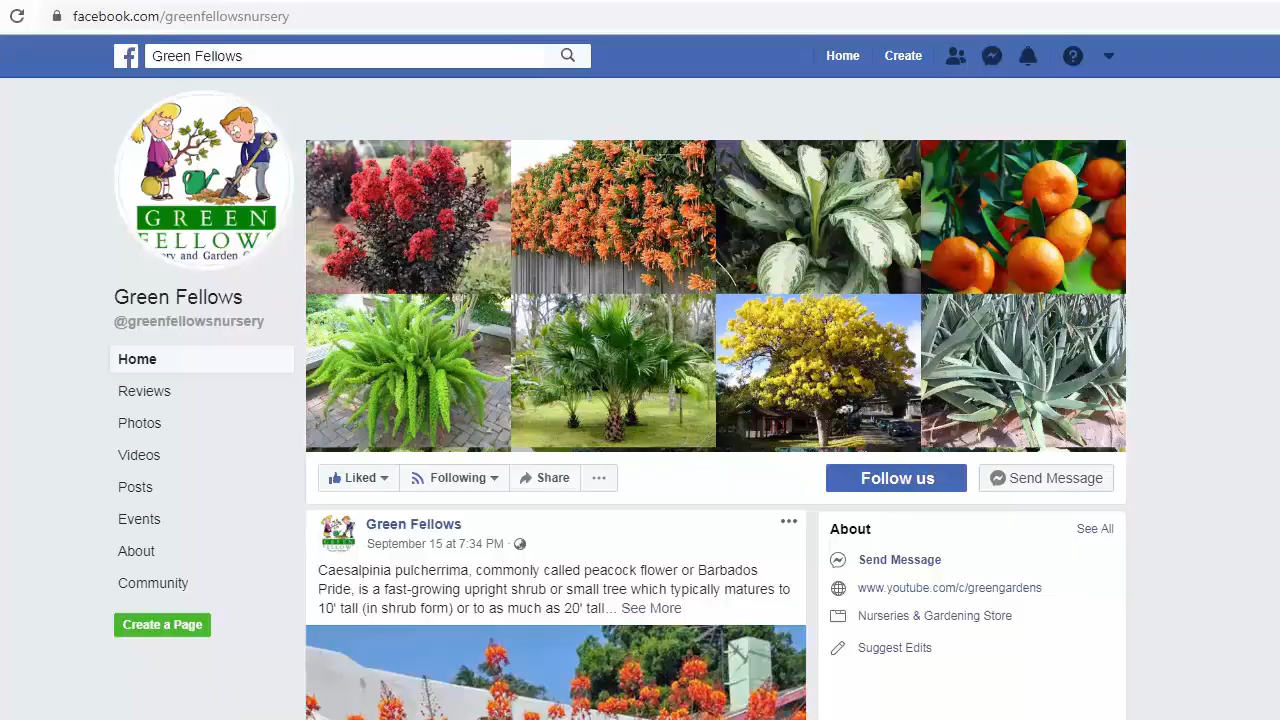 facebook.com/greenfellowsnursery
Green Fellows
Home
Create
GREEN
FELLOWS
ry and Garden C
Green Fellows
@greenfellowsnursery
Home
Reviews
Photos
Videos
Posts
Events
About
Community
Create a Page
Liked
Following
Share
Follow us
Send Message
Green Fellows
September 15 at 7:34 PM ·
Caesalpinia pulcherrima, commonly called peacock flower or Barbados
Pride, is a fast-growing upright shrub or small tree which typically matures to
10' tall (in shrub form) or to as much as 20' tall... See More
About
See All
Send Message
www.youtube.com/c/greengardens
Nurseries & Gardening Store
Suggest Edits